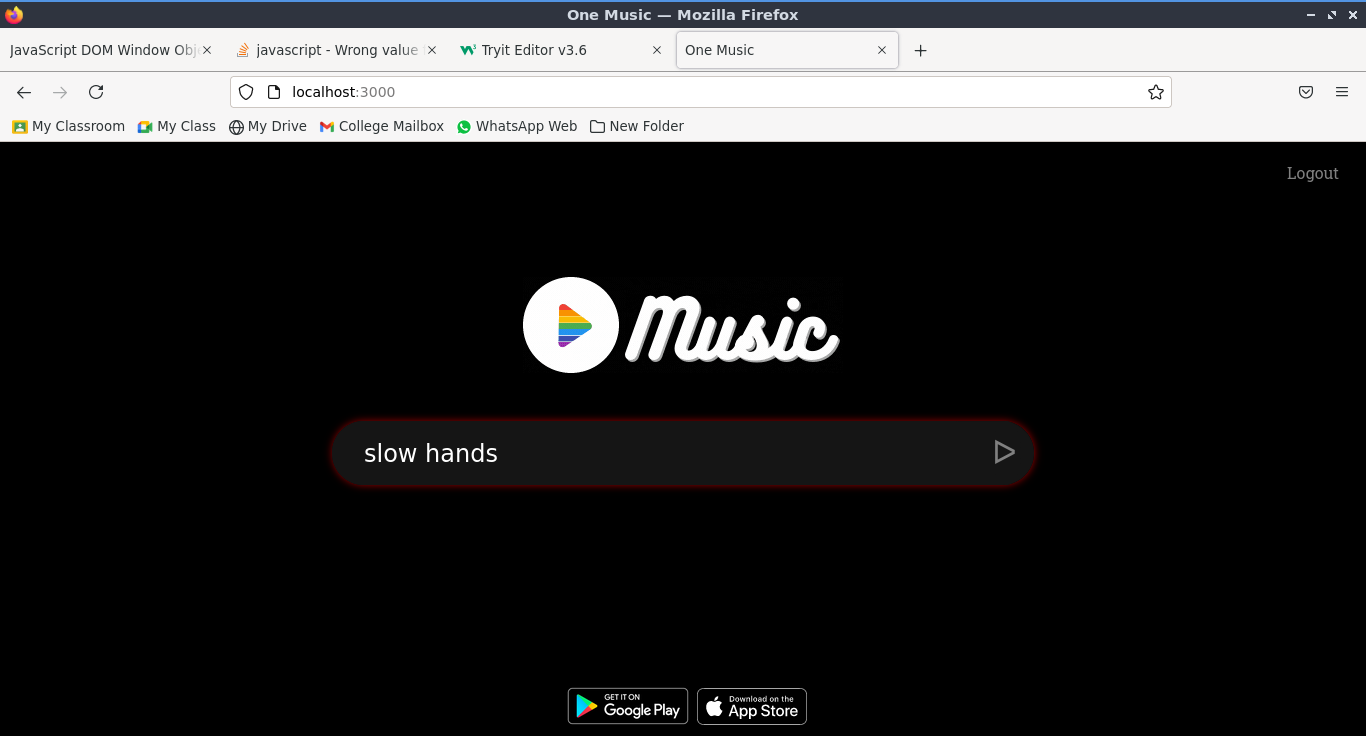 One Music — Mozilla Firefox
JavaScript DOM Window Obj
javascript - Wrong value
Tryit Editor v3.6
One Music
localhost:3000
My Classroom My Class My Drive College Mailbox WhatsApp Web New Folder
Logout
Music
slow hands
GET IT ON
Google Play
Download on the
App Store